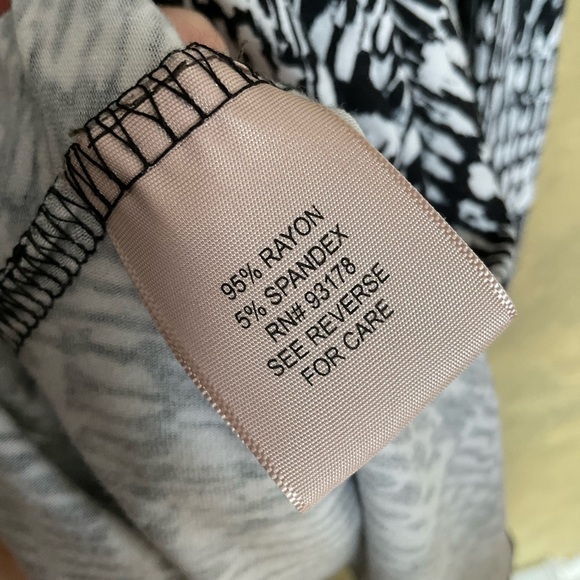 95% RAYON
5% SPANDEX
RN# 93178
SEE REVERSE
FOR CARE